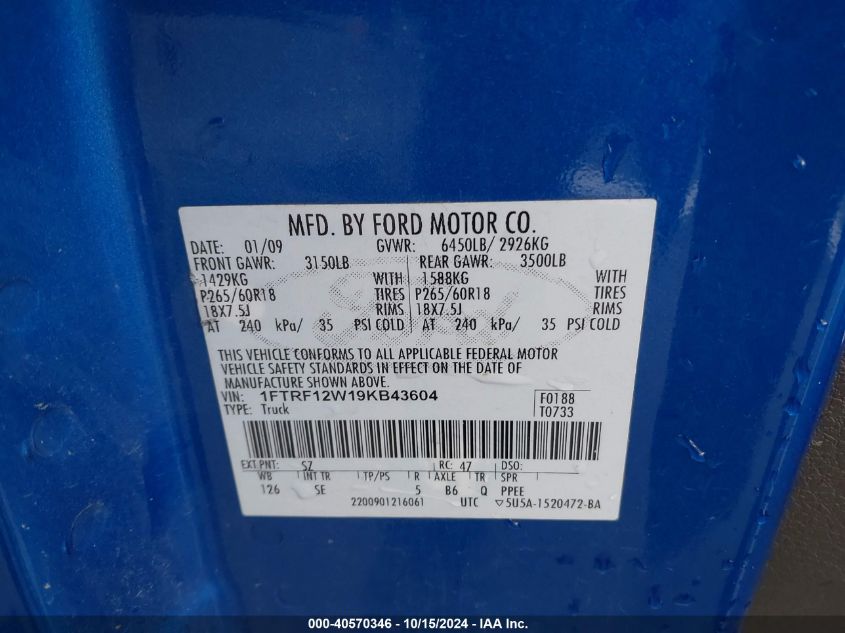 MFD. BY FORD MOTOR CO.
DATE: 01/09 GVWR: 6450LB/ 2926KG
FRONT GAWR: 3150LB REAR GAWR: 3500LB
1429KG WITH 1588KG WITH
P265/60R18 TIRES P265/60R18 TIRES
18X7.5J RIMS 18X7.5J RIMS
AT 240 kPa/ 35 PSI COLD AT 240 kPa/ 35 PSI COLD
THIS VEHICLE CONFORMS TO ALL APPLICABLE FEDERAL MOTOR
VEHICLE SAFETY STANDARDS IN EFFECT ON THE DATE OF
MANUFACTURE SHOWN ABOVE.
VIN: 1FTRF12W19KB43604 F0188
TYPE: Truck T0733
EXT PNT: SZ RC: 47 DSO:
WB INT TR TP/PS R AXLE TR SPR
126 SE 5 B6 Q PPEE
2200901216061 UTC ▽5U5A-1520472-BA
000-40570346 - 10/15/2024 - IAA Inc.